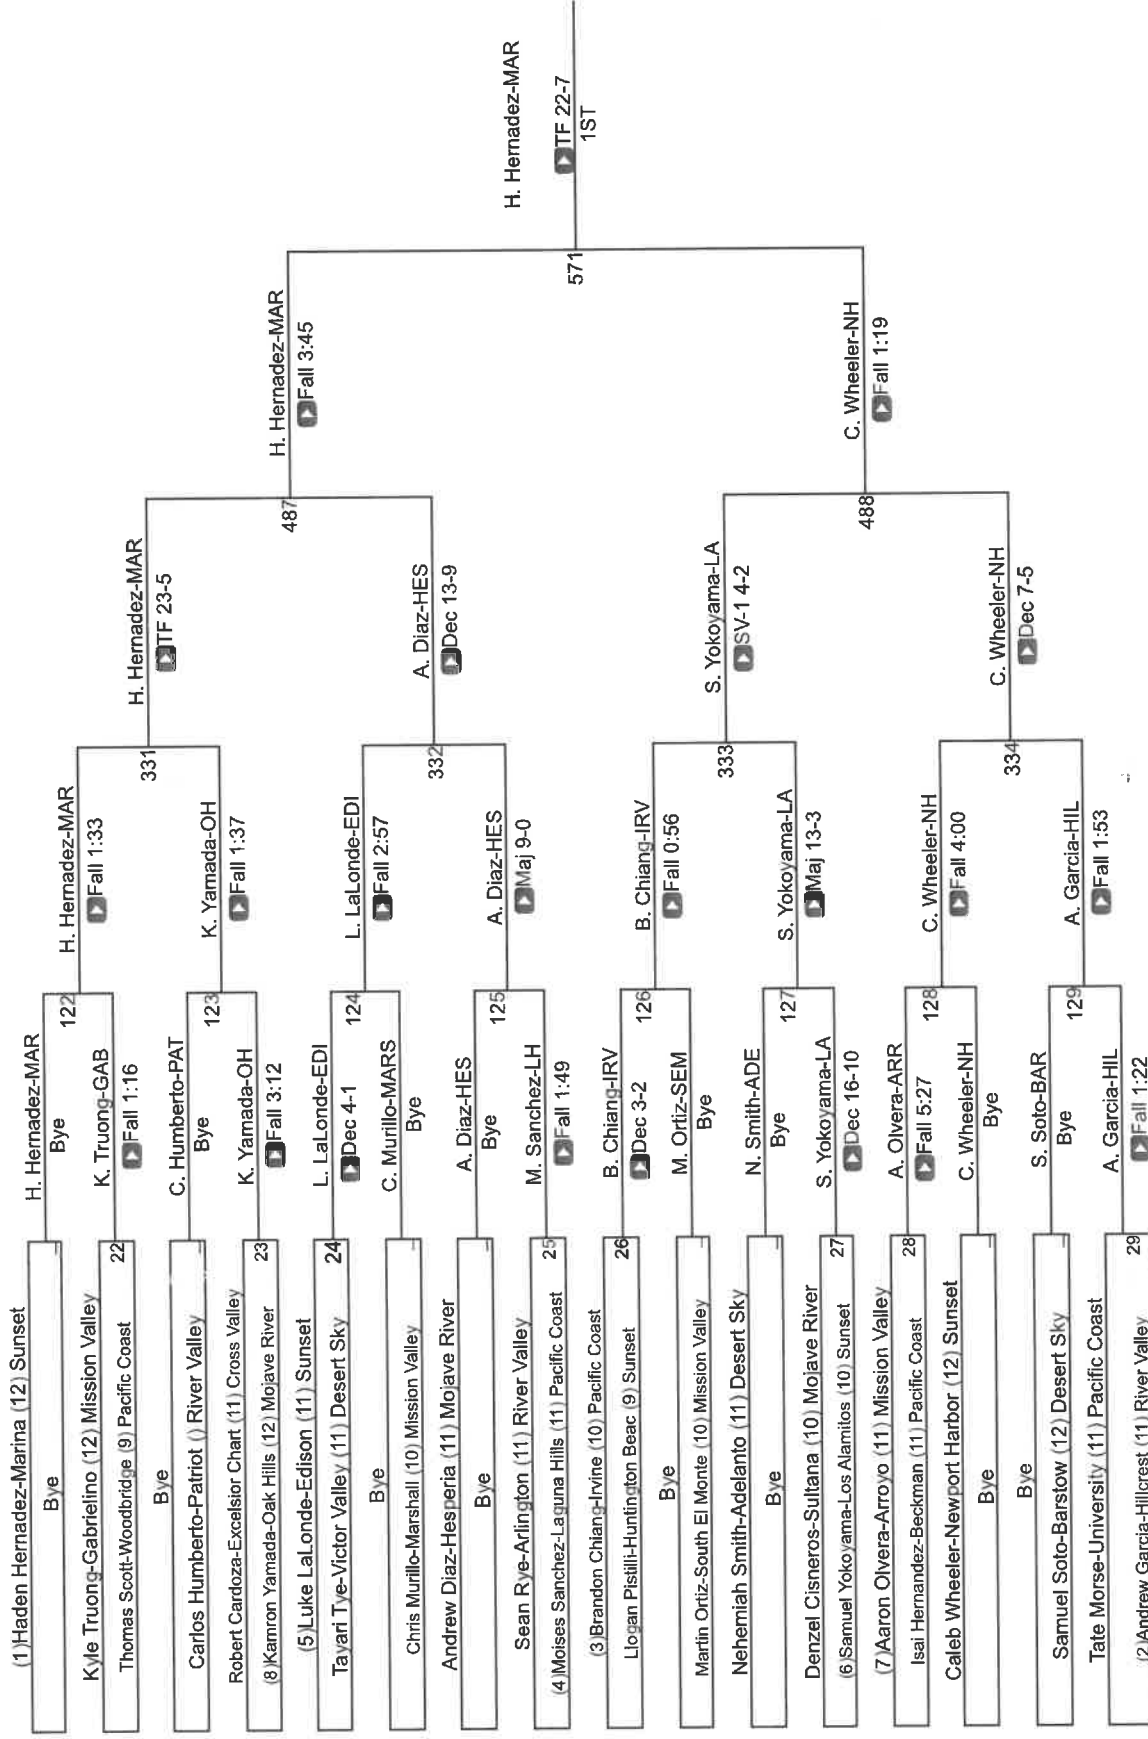 (1)Haden Hernadez-Marina (12) Sunset
Bye
Kyle Truong-Gabrielino (12) Mission Valley
22
Thomas Scott-Woodbridge (9) Pacific Coast
Bye
Carlos Humberto-Patriot () River Valley
Robert Cardoza-Excelsior Chart (11) Cross Valley
23
(8)Kamron Yamada-Oak Hills (12) Mojave River
(5)Luke LaLonde-Edison (11) Sunset
24
Tayari Tye-Victor Valley (11) Desert Sky
Bye
Chris Murillo-Marshall (10) Mission Valley
Andrew Diaz-Hesperia (11) Mojave River
Bye
Sean Rye-Arlington (11) River Valley
25
(4)Moises Sanchez-Laguna Hills (11) Pacific Coast
(3)Brandon Chiang-Irvine (10) Pacific Coast
26
Llogan Pistilli-Huntington Beac (9) Sunset
Bye
Martin Ortiz-South El Monte (10) Mission Valley
Nehemiah Smith-Adelanto (11) Desert Sky
Bye
Denzel Cisneros-Sultana (10) Mojave River
27
(6)Samuel Yokoyama-Los Alamitos (10) Sunset
(7)Aaron Olvera-Arroyo (11) Mission Valley
28
Isai Hernandez-Beckman (11) Pacific Coast
Caleb Wheeler-Newport Harbor (12) Sunset
Bye
Bye
Samuel Soto-Barstow (12) Desert Sky
Tate Morse-University (11) Pacific Coast
29
(2)Andrew Garcia-Hillcrest (11) River Valley
H. Hernadez-MAR
Bye
122
K. Truong-GAB
Fall 1:16
C. Humberto-PAT
Bye
123
K. Yamada-OH
Fall 3:12
L. LaLonde-EDI
Dec 4-1
124
C. Murillo-MARS
Bye
A. Diaz-HES
Bye
125
M. Sanchez-LH
Fall 1:49
B. Chiang-IRV
Dec 3-2
126
M. Ortiz-SEM
Bye
N. Smith-ADE
Bye
127
S. Yokoyama-LA
Dec 16-10
A. Olvera-ARR
Fall 5:27
128
C. Wheeler-NH
Bye
S. Soto-BAR
Bye
129
A. Garcia-HIL
Fall 1:22
H. Hernadez-MAR
Fall 1:33
331
K. Yamada-OH
Fall 1:37
L. LaLonde-EDI
Fall 2:57
332
A. Diaz-HES
Maj 9-0
B. Chiang-IRV
Fall 0:56
333
S. Yokoyama-LA
Maj 13-3
C. Wheeler-NH
Fall 4:00
334
A. Garcia-HIL
Fall 1:53
H. Hernadez-MAR
TF 23-5
487
A. Diaz-HES
Dec 13-9
S. Yokoyama-LA
SV-1 4-2
488
C. Wheeler-NH
Dec 7-5
H. Hernadez-MAR
Fall 3:45
571
C. Wheeler-NH
Fall 1:19
H. Hernadez-MAR
TF 22-7
1ST